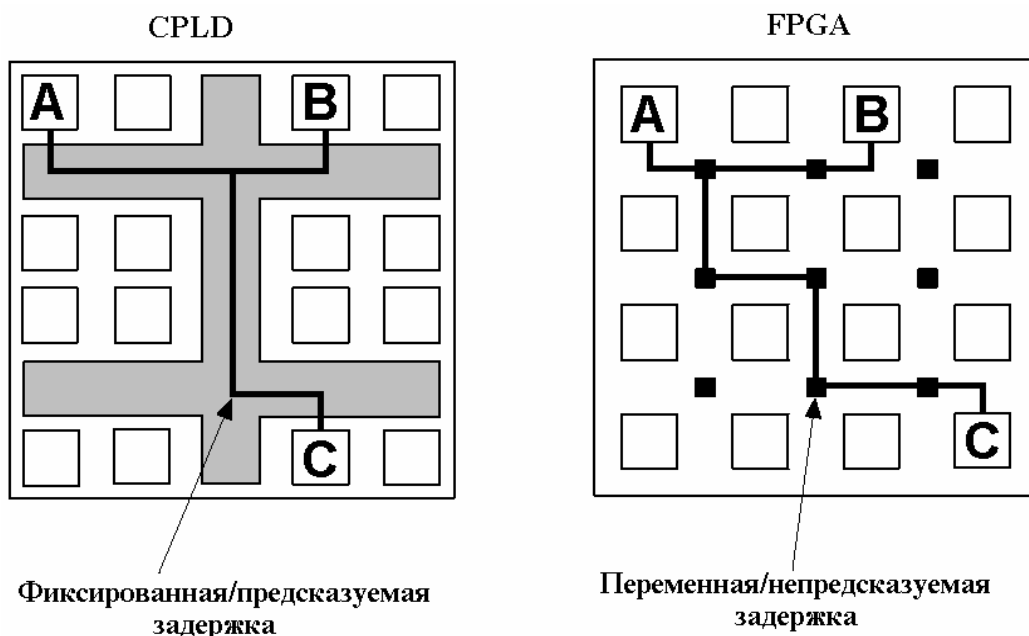 CPLD
FPGA
A
B
A
B
C
C
Фиксированная/предсказуемая
задержка
Переменная/непредсказуемая
задержка